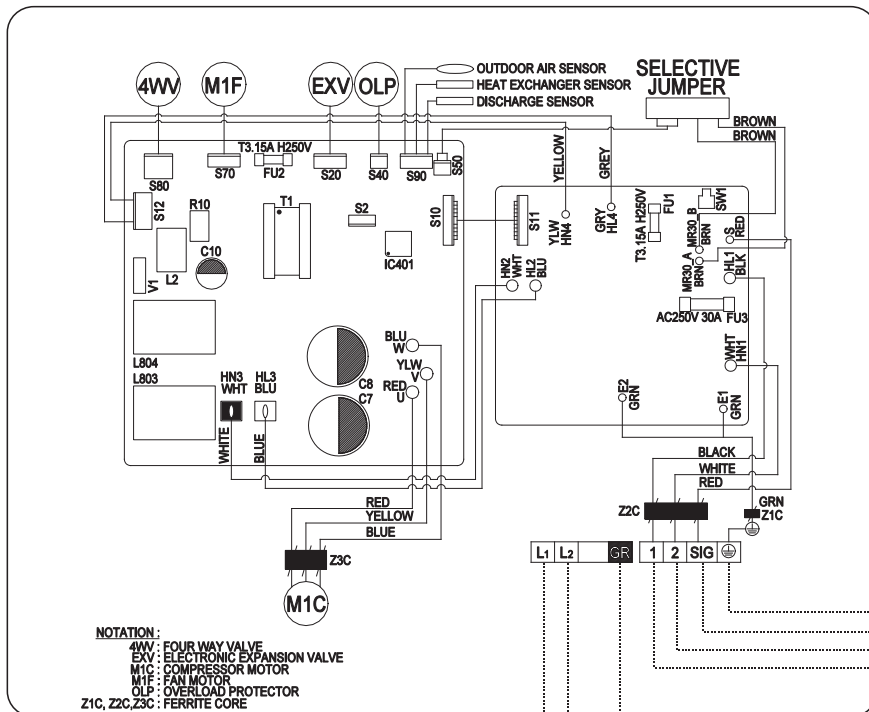 4WV
M1F
EXV
OLP
OUTDOOR AIR SENSOR
HEAT EXCHANGER SENSOR
DISCHARGE SENSOR
SELECTIVE
JUMPER
BROWN
BROWN
T3.15A H250V
FU2
S80
S70
S20
S40
S90
S50
YELLOW
GREY
S12
R10
T1
S2
S10
S11
YLW
HN4
GRY
HL4
T3.15A H250V
FU1
SW1
MR30_B
BRN
S
RED
MR30_A
BRN
HL1
BLK
L2
C10
IC401
V1
HN2
WHT
HL2
BLU
AC250V 30A FU3
L804
BLU
W
YLW
V
RED
U
WHT
HN1
C8
C7
L803
HN3
WHT
HL3
BLU
E2
GRN
E1
GRN
WHITE
BLUE
BLACK
WHITE
RED
RED
YELLOW
BLUE
Z2C
GRN
Z1C
Z3C
L1 L2 GR 1 2 SIG
M1C
NOTATION :
4WV : FOUR WAY VALVE
EXV : ELECTRONIC EXPANSION VALVE
M1C : COMPRESSOR MOTOR
M1F : FAN MOTOR
OLP : OVERLOAD PROTECTOR
Z1C, Z2C,Z3C : FERRITE CORE